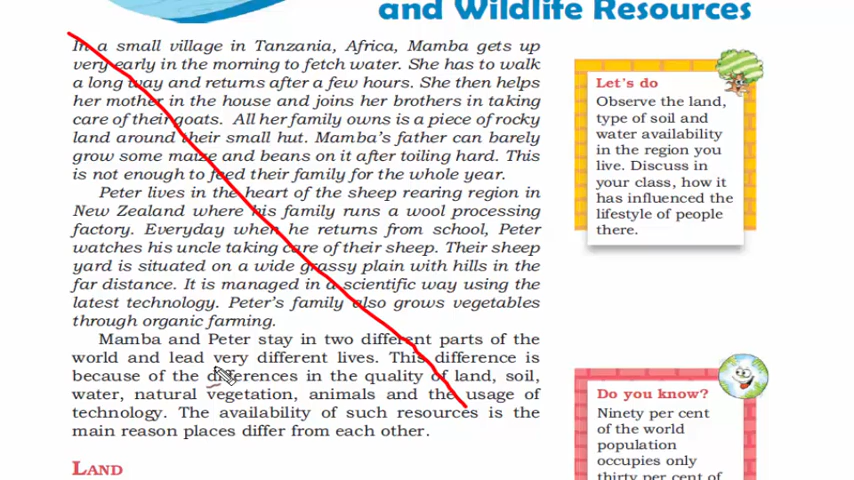 and Wildlife Resources
In a small village in Tanzania, Africa, Mamba gets up
very early in the morning to fetch water. She has to walk
a long way and returns after a few hours. She then helps
her mother in the house and joins her brothers in taking
care of their goats. All her family owns is a piece of rocky
land around their small hut. Mamba's father can barely
grow some maize and beans on it after toiling hard. This
is not enough to feed their family for the whole year.
Peter lives in the heart of the sheep rearing region in
New Zealand where his family runs a wool processing
factory. Everyday when he returns from school, Peter
watches his uncle taking care of their sheep. Their sheep
yard is situated on a wide grassy plain with hills in the
far distance. It is managed in a scientific way using the
latest technology. Peter's family also grows vegetables
through organic farming.
Mamba and Peter stay in two different parts of the
world and lead very different lives. This difference is
because of the differences in the quality of land, soil,
water, natural vegetation, animals and the usage of
technology. The availability of such resources is the
main reason places differ from each other.
LAND
Let's do
Observe the land,
type of soil and
water availability
in the region you
live. Discuss in
your class, how it
has influenced the
lifestyle of people
there.
Do you know?
Ninety per cent
of the world
population
occupies only
thirty per cent of